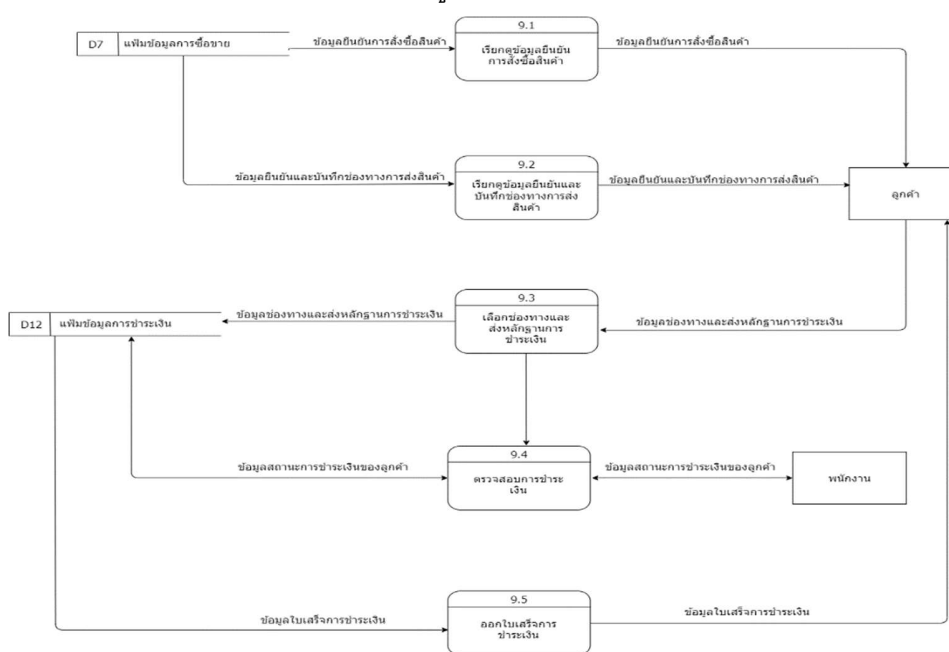 9.1
D7 แฟ้มข้อมูลการซื้อขาย
ข้อมูลยืนยันการสั่งซื้อสินค้า
เรียกดูข้อมูลยืนยัน
การสั่งซื้อสินค้า
ข้อมูลยืนยันการสั่งซื้อสินค้า
9.2
ข้อมูลยืนยันและบันทึกช่องทางการส่งสินค้า
เรียกดูข้อมูลยืนยันและ
บันทึกช่องทางการส่ง
สินค้า
ข้อมูลยืนยันและบันทึกช่องทางการส่งสินค้า
ลูกค้า
9.3
D12 แฟ้มข้อมูลการชำระเงิน
ข้อมูลช่องทางและส่งหลักฐานการชำระเงิน
เลือกช่องทางและ
ส่งหลักฐานการ
ชำระเงิน
ข้อมูลช่องทางและส่งหลักฐานการชำระเงิน
9.4
ข้อมูลสถานะการชำระเงินของลูกค้า
ตรวจสอบการชำระ
เงิน
ข้อมูลสถานะการชำระเงินของลูกค้า
พนักงาน
9.5
ข้อมูลใบเสร็จการชำระเงิน
ออกใบเสร็จการ
ชำระเงิน
ข้อมูลใบเสร็จการชำระเงิน